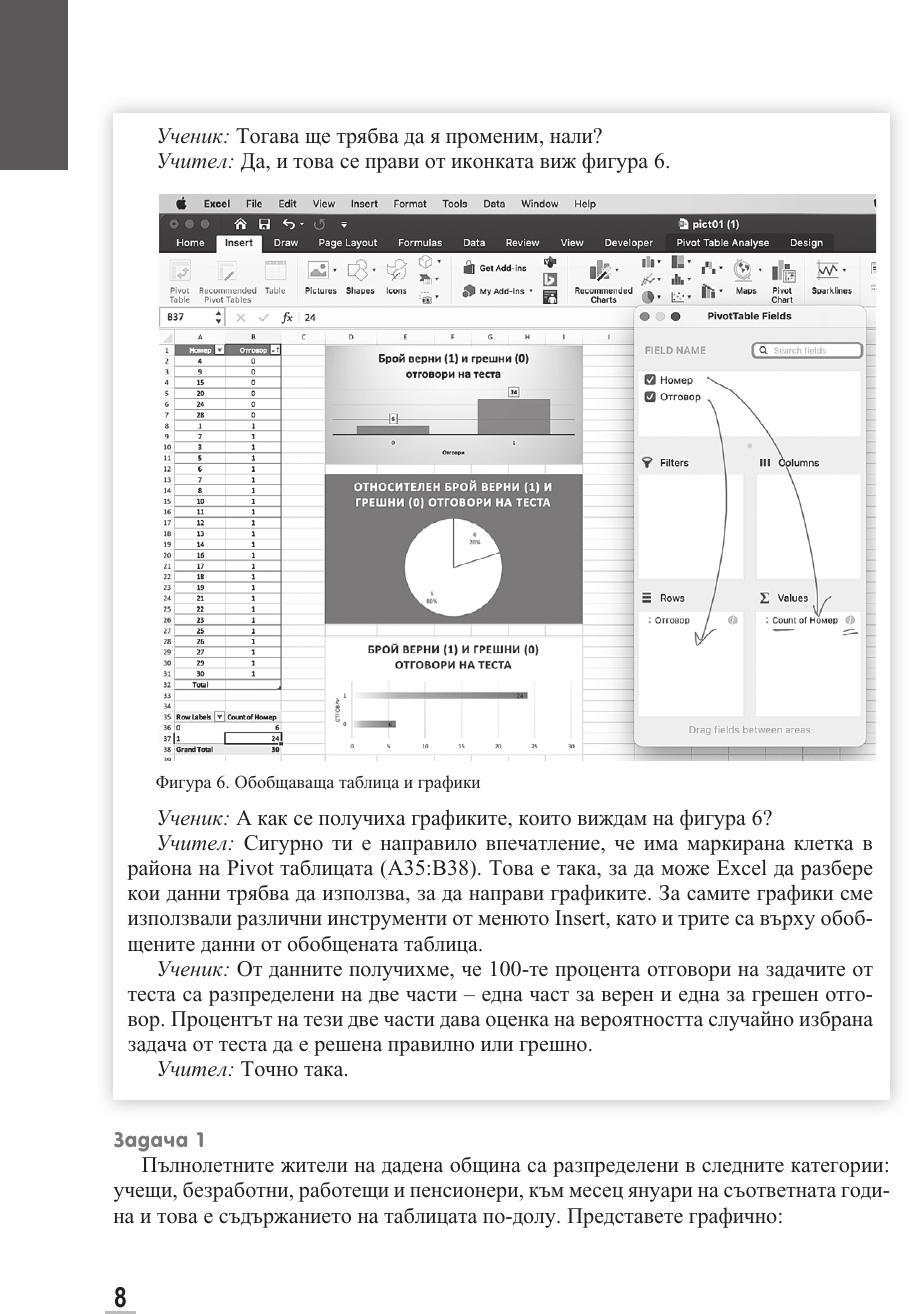 Ученик: Тогава ще трябва да я променим, нали?
Учител: Да, и това се прави от иконката виж фигура 6.
Excel File Edit View Insert Format Tools Data Window Help
pict01 (1)
Home Insert Draw Page Layout Formulas Data Review View Developer Pivot Table Analyse Design
Pivot Table
Recommended Pivot Tables
Table
Pictures
Shapes
Icons
Get Add-ins
My Add-ins
Recommended Charts
Maps
Pivot Chart
Sparklines
B37 fx 24
A B C D E F G H I J
1 Номер Отговор
2 4 0
3 9 0
4 15 0
5 20 0
6 24 0
7 28 0
8 1 1
9 2 1
10 3 1
11 5 1
12 6 1
13 7 1
14 8 1
15 10 1
16 11 1
17 12 1
18 13 1
19 14 1
20 16 1
21 17 1
22 18 1
23 19 1
24 21 1
25 22 1
26 23 1
27 25 1
28 26 1
29 27 1
30 29 1
31 30 1
32 Total
33
34
35 Row Labels Count of Номер
36 0 6
37 1 24
38 Grand Total 30
Брой верни (1) и грешни (0)
отговори на теста
6
24
0 1
Отговори
ОТНОСИТЕЛЕН БРОЙ ВЕРНИ (1) И
ГРЕШНИ (0) ОТГОВОРИ НА ТЕСТА
0
20%
1
80%
БРОЙ ВЕРНИ (1) И ГРЕШНИ (0)
ОТГОВОРИ НА ТЕСТА
ОТГОВОРИ
1 24
0 6
0 5 10 15 20 25 30
PivotTable Fields
FIELD NAME
Search fields
Номер
Отговор
Filters
Columns
Rows
Values
Отговор
Count of Номер
Drag fields between areas
Фигура 6. Обобщаваща таблица и графики
Ученик: А как се получиха графиките, които виждам на фигура 6?
Учител: Сигурно ти е направило впечатление, че има маркирана клетка в
района на Pivot таблицата (A35:B38). Това е така, за да може Excel да разбере
кои данни трябва да използва, за да направи графиките. За самите графики сме
използвали различни инструменти от менюто Insert, като и трите са върху обоб-
щените данни от обобщената таблица.
Ученик: От данните получихме, че 100-те процента отговори на задачите от
теста са разпределени на две части – една част за верен и една за грешен отго-
вор. Процентът на тези две части дава оценка на вероятността случайно избрана
задача от теста да е решена правилно или грешно.
Учител: Точно така.
Задача 1
Пълнолетните жители на дадена община са разпределени в следните категории:
учещи, безработни, работещи и пенсионери, към месец януари на съответната годи-
на и това е съдържанието на таблицата по-долу. Представете графично:
8